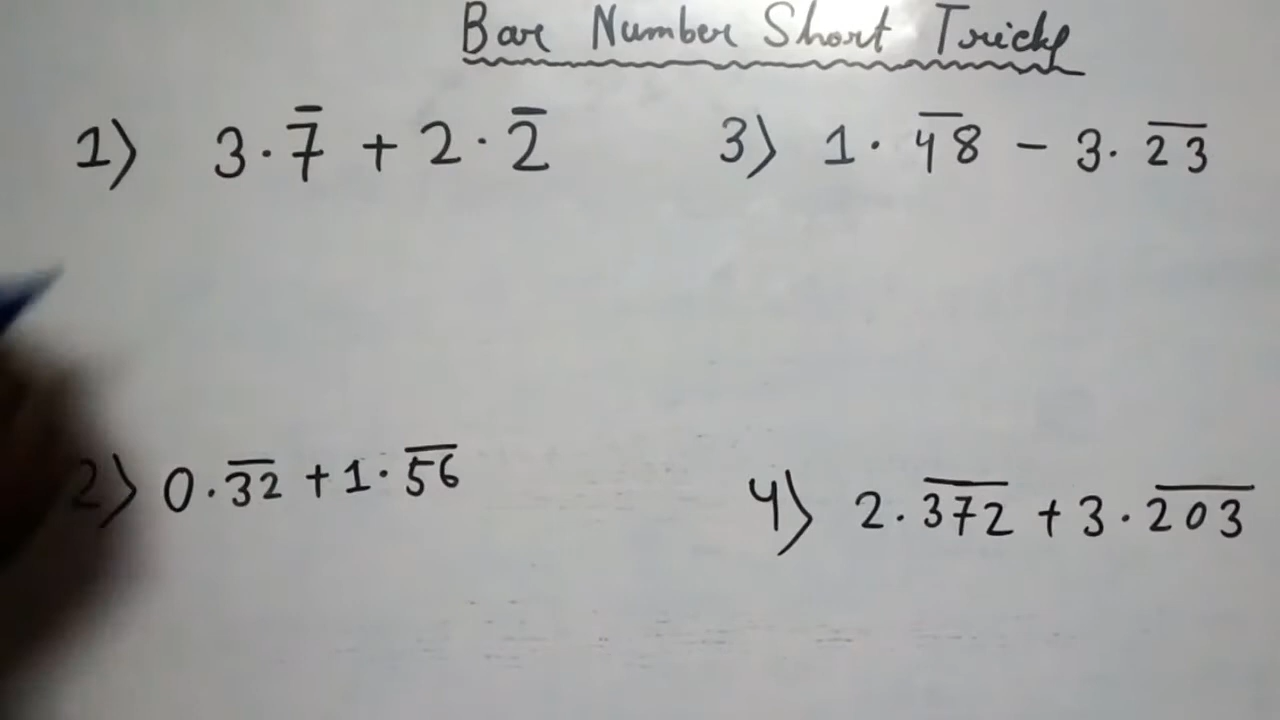 Bar Number Short Tricks
1) 3.7̅ + 2.2̅
3) 1.4̅8̅ - 3.2̅3̅
2) 0.3̅2̅ + 1.5̅6̅
4) 2.3̅7̅2̅ + 3.2̅0̅3̅